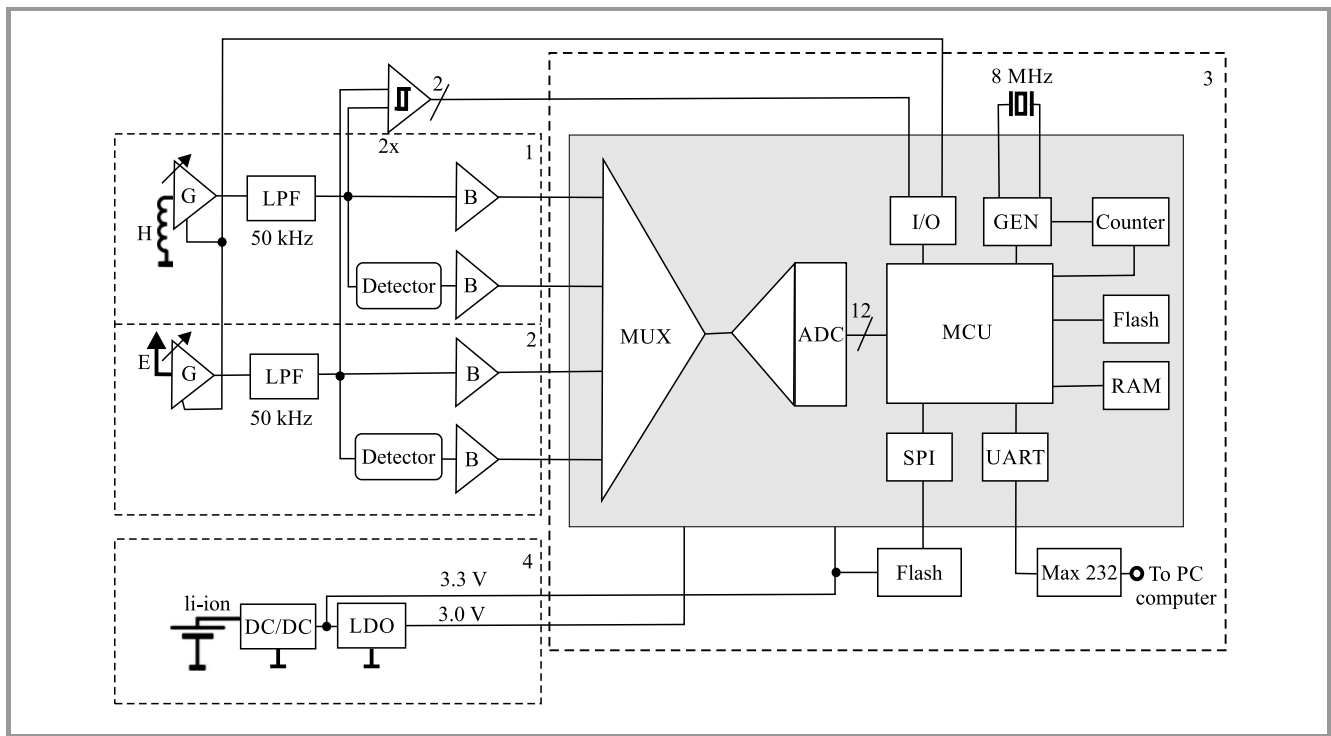 8 MHz
3
2
2x
1
G
LPF
B
I/O
GEN
Counter
H
50 kHz
Detector
B
MUX
ADC
12
MCU
Flash
2
E
G
LPF
B
RAM
50 kHz
Detector
B
SPI
UART
4
3.3 V
Flash
Max 232
To PC
computer
li-ion
DC/DC
LDO
3.0 V